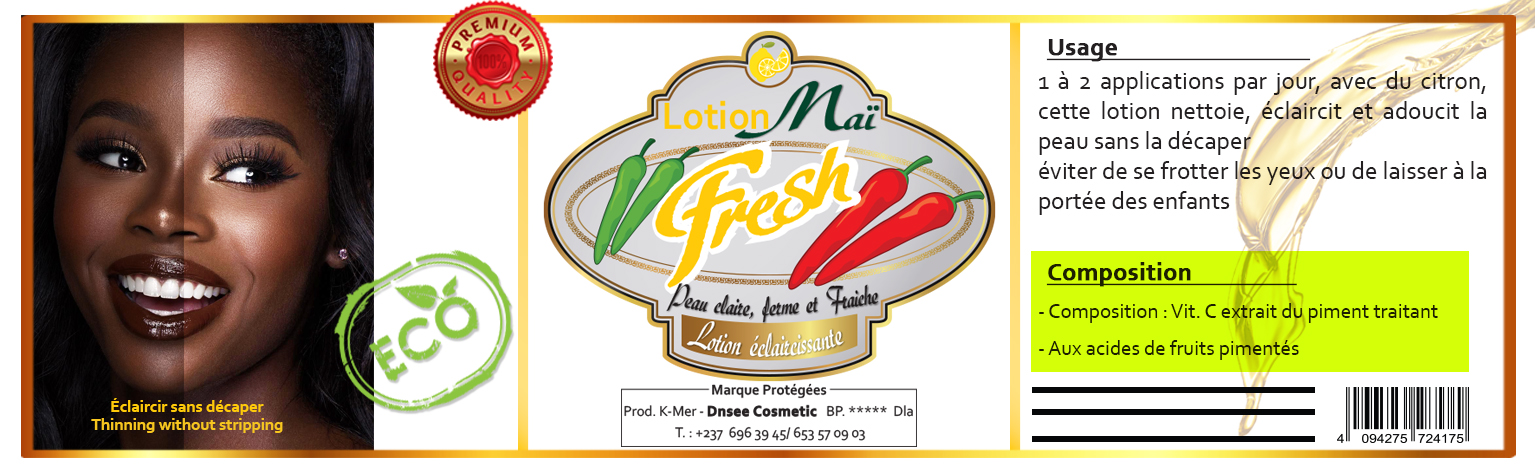 Éclaircir sans décaper
Thinning without stripping
PREMIUM
100%
QUALITY
ECO
Lotion Maï
Fresh
Peau claire, ferme et Fraiche
Lotion éclaircissante
Marque Protégées
Prod. K-Mer - Dnsee Cosmetic BP. ***** Dla
T. : +237 696 39 45/ 653 57 09 03
Usage
1 à 2 applications par jour, avec du citron,
cette lotion nettoie, éclaircit et adoucit la
peau sans la décaper
éviter de se frotter les yeux ou de laisser à la
portée des enfants
Composition
- Composition : Vit. C extrait du piment traitant
- Aux acides de fruits pimentés
4 094275 724175